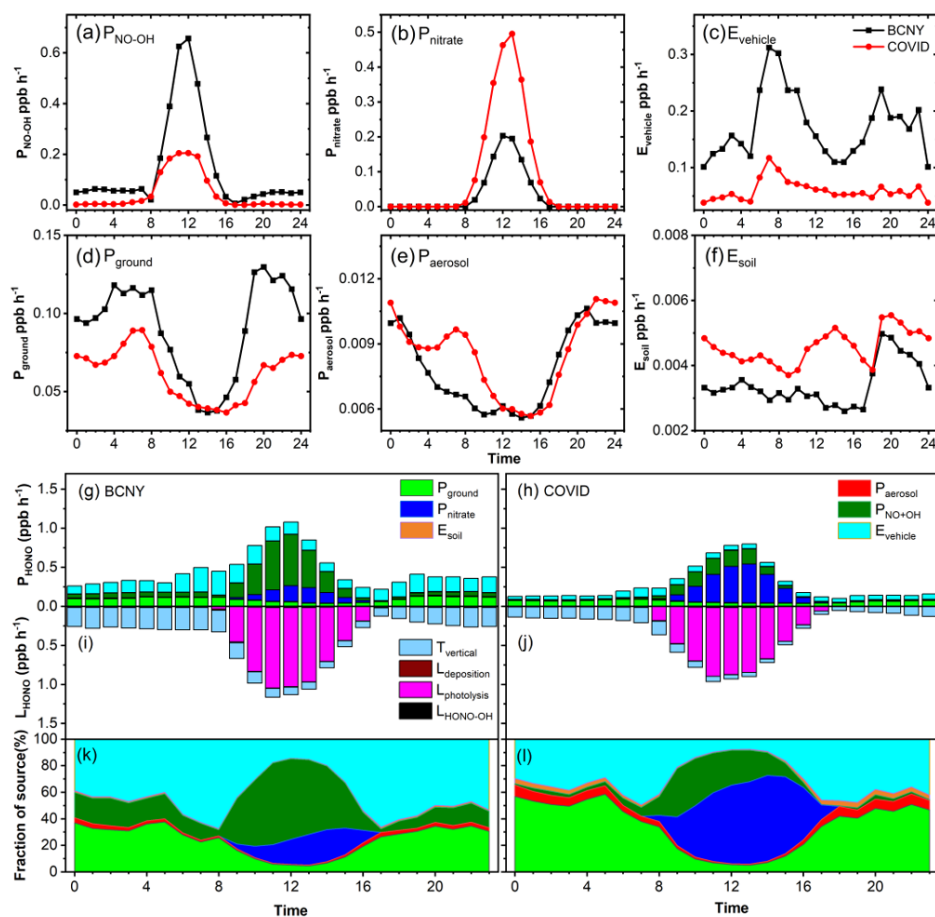 (a) P_NO-OH
(b) P_nitrate
(c) E_vehicle
BCNY
COVID
P_NO-OH ppb h⁻¹
0.6
0.4
0.2
0.0
0 4 8 12 16 20 24
P_nitrate ppb h⁻¹
0.5
0.4
0.3
0.2
0.1
0.0
0 4 8 12 16 20 24
E_vehicle ppb h⁻¹
0.3
0.2
0.1
0 4 8 12 16 20 24
(d) P_ground
(e) P_aerosol
(f) E_soil
P_ground ppb h⁻¹
0.15
0.10
0.05
0 4 8 12 16 20 24
P_aerosol ppb h⁻¹
0.012
0.009
0.006
0 4 8 12 16 20 24
Time
E_soil ppb h⁻¹
0.008
0.006
0.004
0.002
0 4 8 12 16 20 24
(g) BCNY
P_ground
P_nitrate
E_soil
(h) COVID
P_aerosol
P_NO+OH
E_vehicle
P_HONO (ppb h⁻¹)
1.5
1.0
0.5
0.0
(i)
T_vertical
L_deposition
L_photolysis
L_HONO-OH
(j)
L_HONO (ppb h⁻¹)
0.5
1.0
1.5
(k)
(l)
Fraction of source(%)
100
80
60
40
20
0
0 4 8 12 16 20
0 4 8 12 16 20
Time
Time